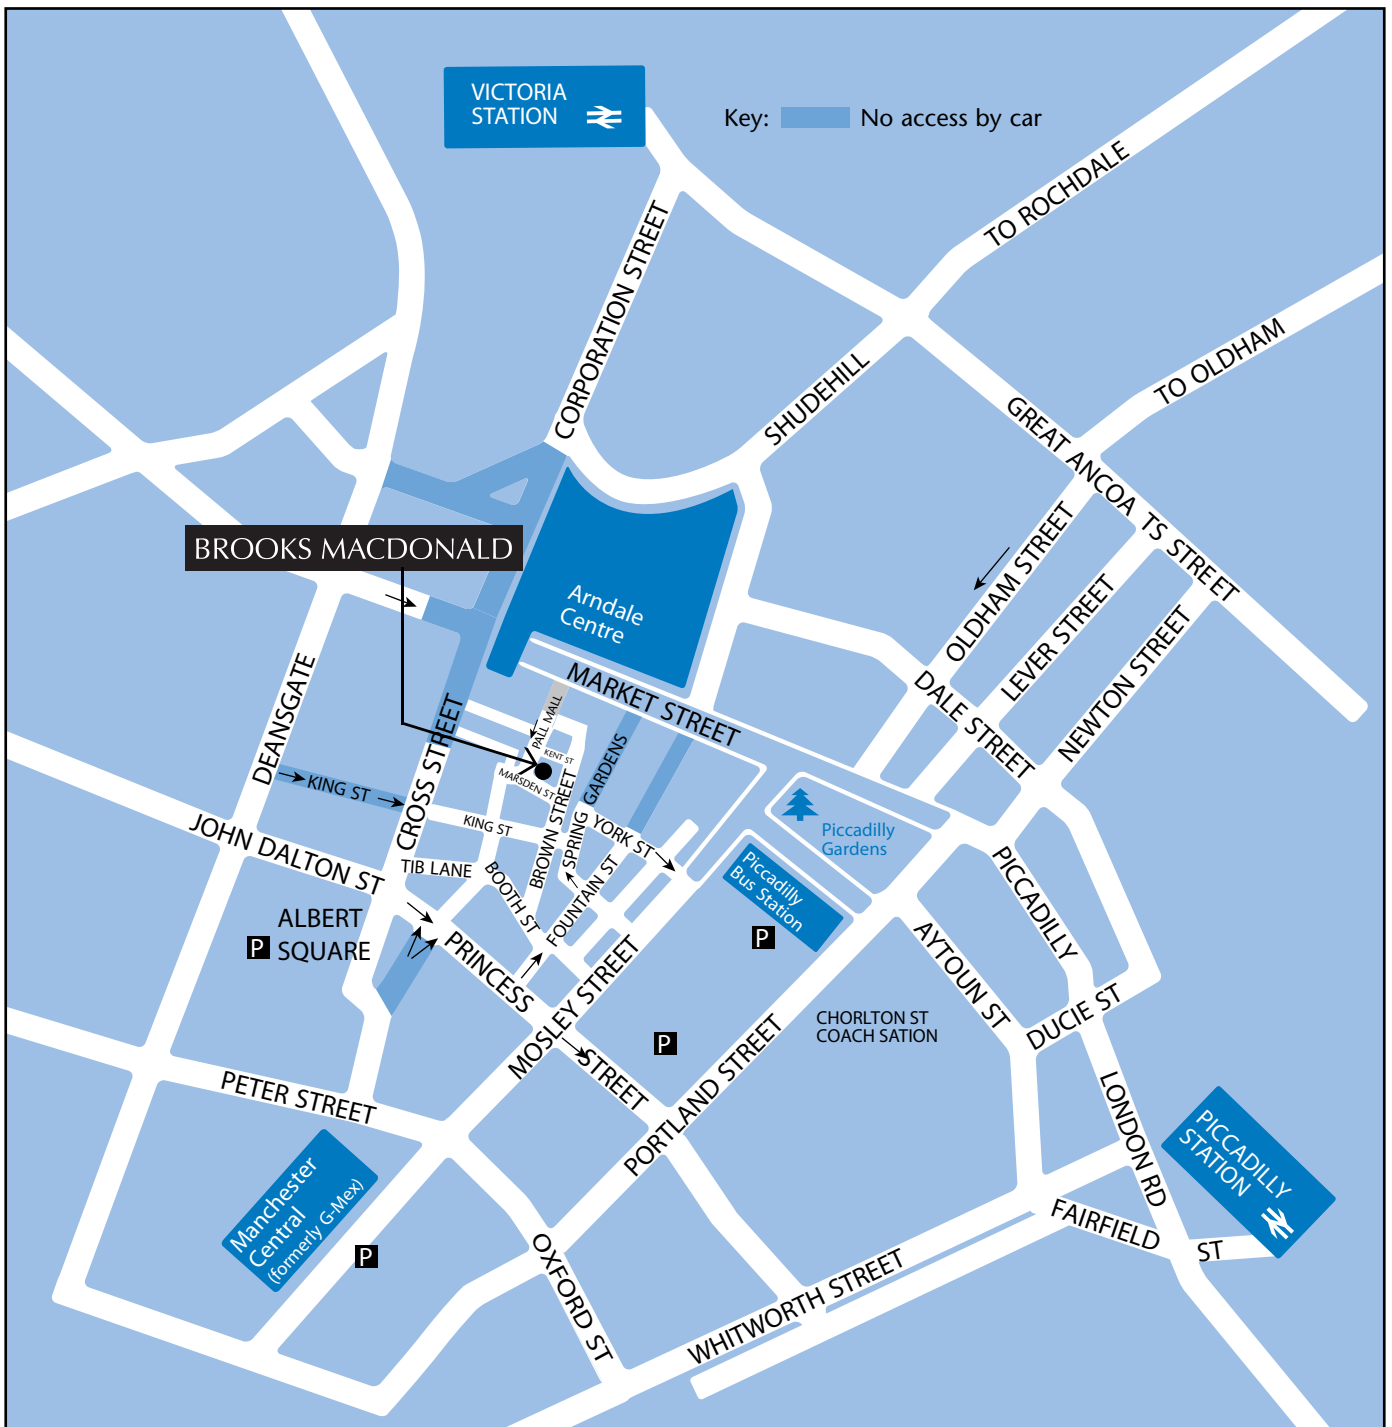 VICTORIA
STATION
Key:
No access by car
TO ROCHDALE
CORPORATION STREET
TO OLDHAM
SHUDEHILL
GREAT ANCOA TS STREET
BROOKS MACDONALD
Arndale
Centre
OLDHAM STREET
LEVER STREET
NEWTON STREET
DALE STREET
MARKET STREET
DEANSGATE
CROSS STREET
PALL MALL
KENT ST
MARSDEN ST
SPRING GARDENS
BROWN STREET
KING ST
KING ST
YORK ST
Piccadilly
Gardens
JOHN DALTON ST
TIB LANE
BOOTH ST
FOUNTAIN ST
Piccadilly
Bus Station
PICCADILLY
P
ALBERT
SQUARE
P
PRINCESS STREET
MOSLEY STREET
AYTOUN ST
DUCIE ST
CHORLTON ST
COACH SATION
P
PORTLAND STREET
PETER STREET
LONDON RD
PICCADILLY
STATION
Manchester
Central
(formerly G-Mex)
P
OXFORD ST
FAIRFIELD ST
WHITWORTH STREET